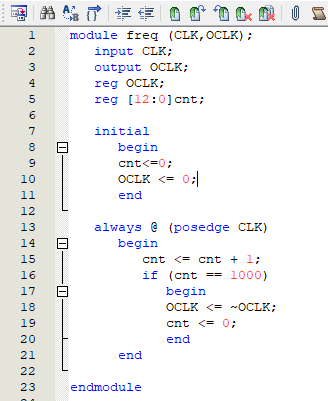 1 module freq (CLK,OCLK);
2 input CLK;
3 output OCLK;
4 reg OCLK;
5 reg [12:0]cnt;
6
7 initial
8 begin
9 cnt<=0;
10 OCLK <= 0;
11 end
12
13 always @ (posedge CLK)
14 begin
15 cnt <= cnt + 1;
16 if (cnt == 1000)
17 begin
18 OCLK <= ~OCLK;
19 cnt <= 0;
20 end
21 end
22
23 endmodule